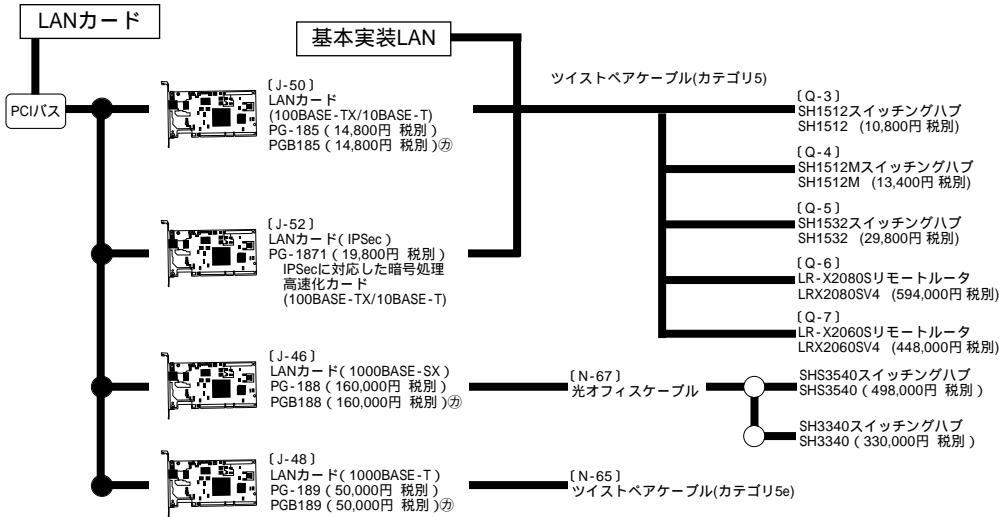 LANカード
基本実装LAN
PCIバス
〔J-50〕
LANカード
(100BASE-TX/10BASE-T)
PG-185（14,800円 税別）
PGB185（14,800円 税別）㋕
〔J-52〕
LANカード(IPSec)
PG-1871（19,800円 税別）
IPSecに対応した暗号処理
高速化カード
(100BASE-TX/10BASE-T)
〔J-46〕
LANカード(1000BASE-SX)
PG-188（160,000円 税別）
PGB188（160,000円 税別）㋕
〔J-48〕
LANカード(1000BASE-T)
PG-189（50,000円 税別）
PGB189（50,000円 税別）㋕
ツイストペアケーブル(カテゴリ5)
〔N-67〕
光オフィスケーブル
〔N-65〕
ツイストペアケーブル(カテゴリ5e)
〔Q-3〕
SH1512スイッチングハブ
SH1512 (10,800円 税別)
〔Q-4〕
SH1512Mスイッチングハブ
SH1512M (13,400円 税別)
〔Q-5〕
SH1532スイッチングハブ
SH1532 (29,800円 税別)
〔Q-6〕
LR-X2080Sリモートルータ
LRX2080SV4 (594,000円 税別)
〔Q-7〕
LR-X2060Sリモートルータ
LRX2060SV4 (448,000円 税別)
SHS3540スイッチングハブ
SHS3540（498,000円 税別）
SH3340スイッチングハブ
SH3340（330,000円 税別）